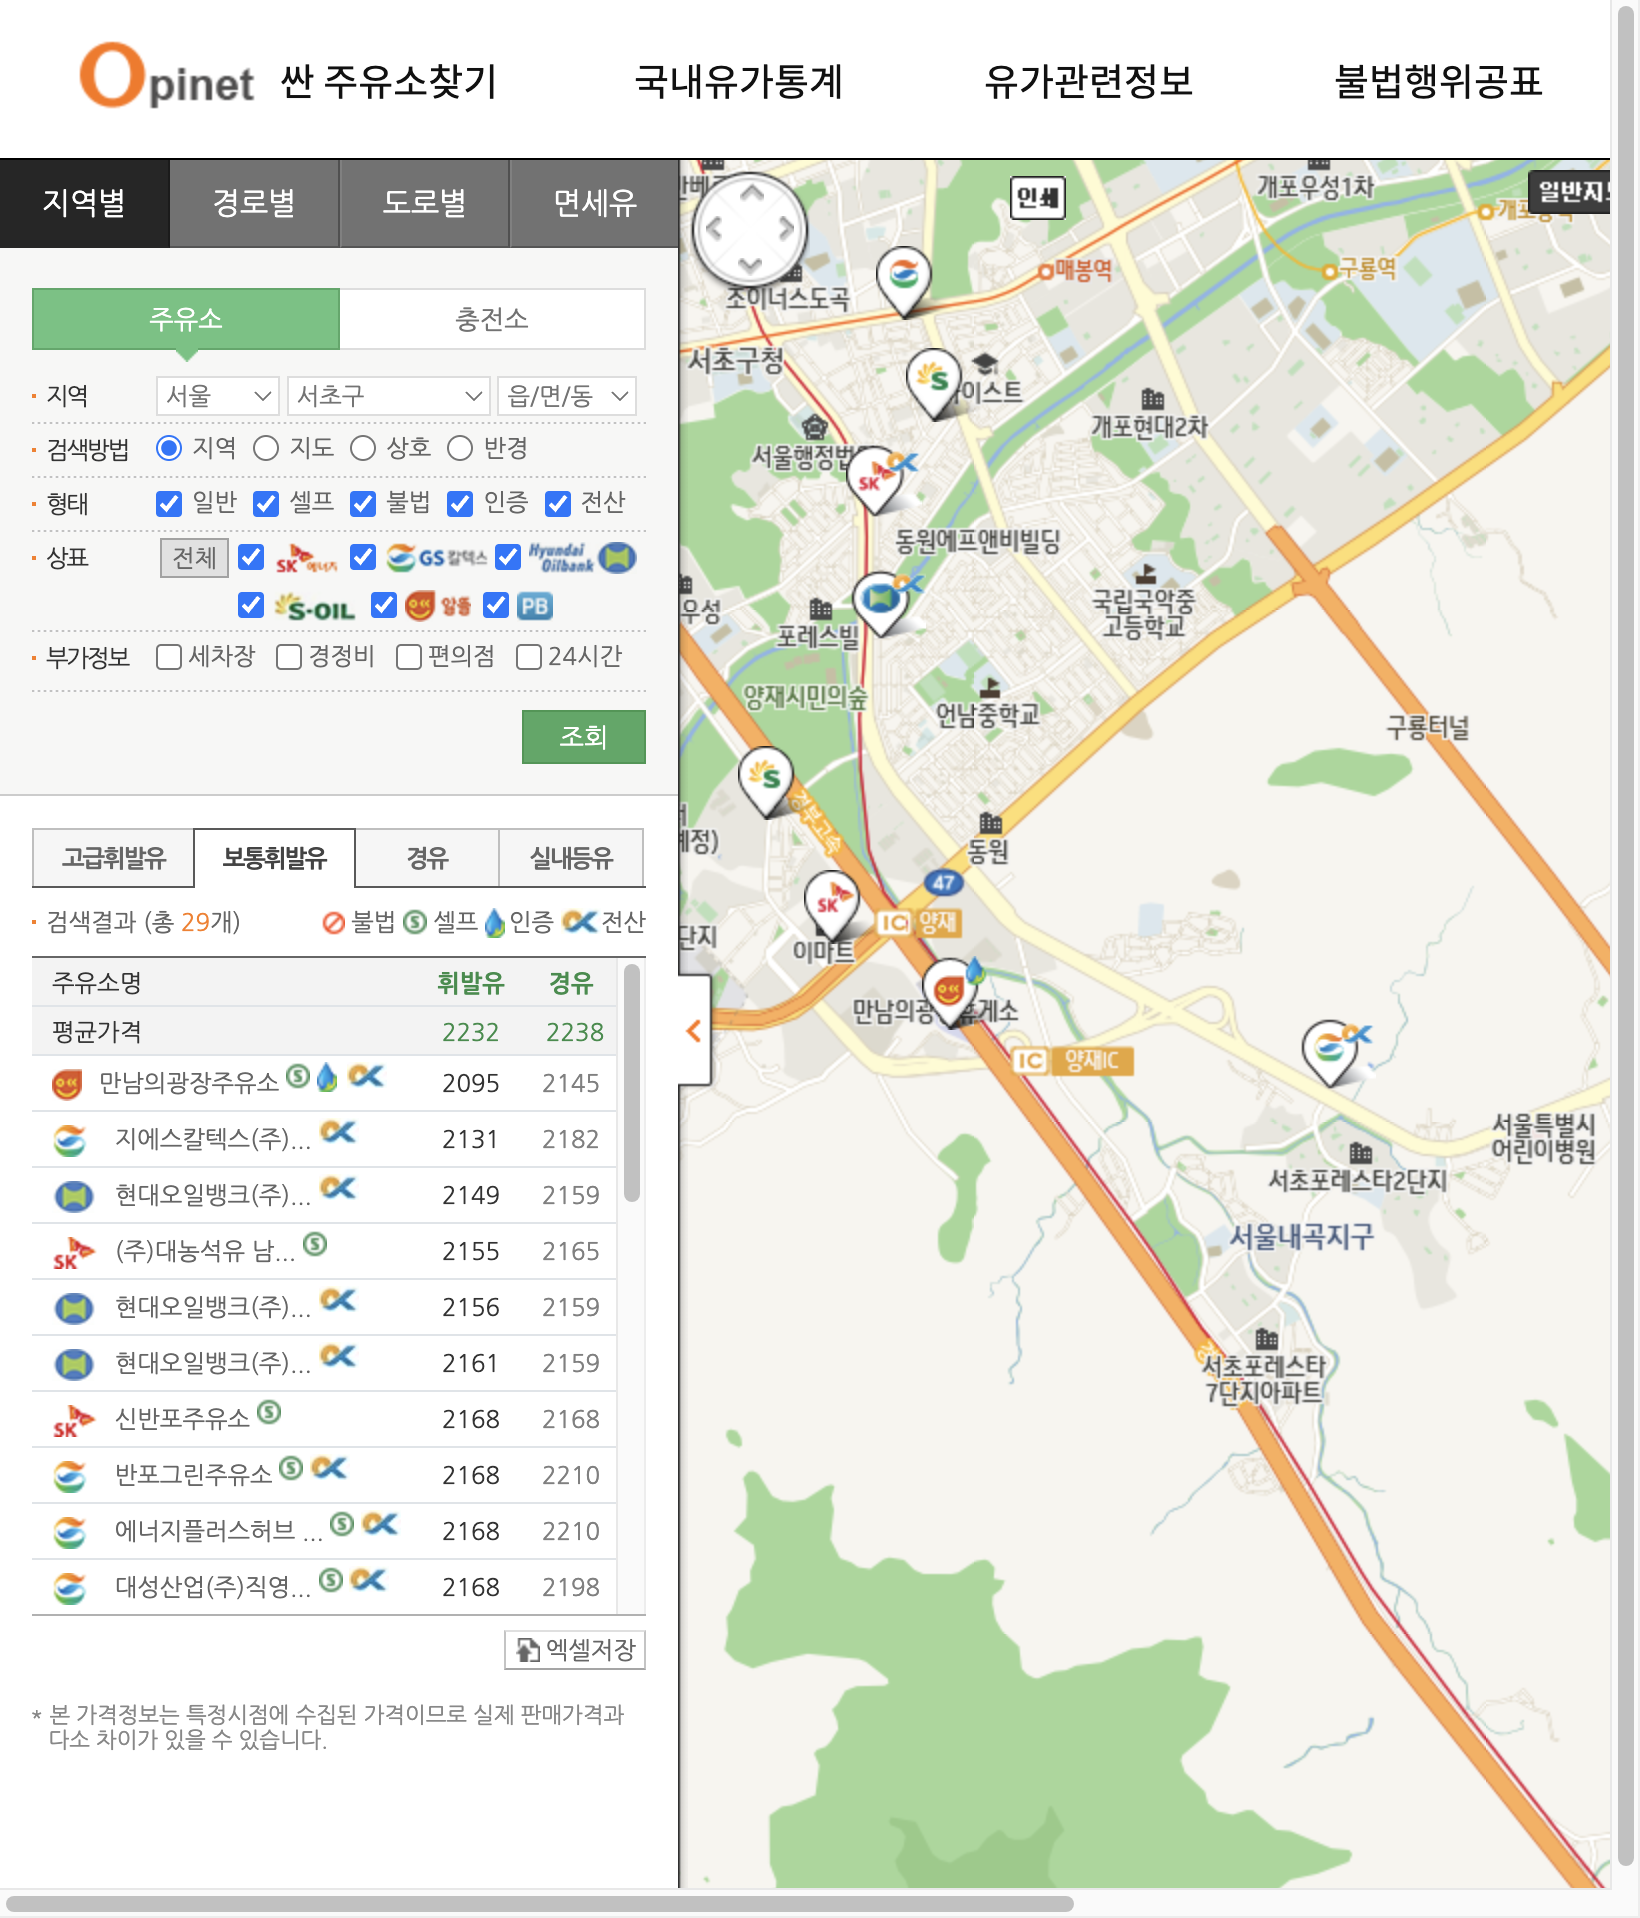 Opinet 싼 주유소찾기 국내유가통계 유가관련정보 불법행위공표
지역별 경로별 도로별 면세유
주유소 충전소
지역 서울 서초구 읍/면/동
검색방법 지역 지도 상호 반경
형태 일반 셀프 불법 인증 전산
상표 전체 SK에너지 GS칼텍스 Hyundai Oilbank
S-OIL 알뜰 PB
부가정보 세차장 경정비 편의점 24시간
조회
고급휘발유 보통휘발유 경유 실내등유
검색결과 (총 29개) 불법 셀프 인증 전산
주유소명 휘발유 경유
평균가격 2232 2238
만남의광장주유소 2095 2145
지에스칼텍스(주)... 2131 2182
현대오일뱅크(주)... 2149 2159
SK (주)대농석유 남... 2155 2165
현대오일뱅크(주)... 2156 2159
현대오일뱅크(주)... 2161 2159
SK 신반포주유소 2168 2168
반포그린주유소 2168 2210
에너지플러스허브 ... 2168 2210
대성산업(주)직영... 2168 2198
엑셀저장
* 본 가격정보는 특정시점에 수집된 가격이므로 실제 판매가격과
다소 차이가 있을 수 있습니다.
인쇄
개포우성1차
일반지
매봉역
구룡역
조이너스도곡
서초구청
이스트
개포현대2차
서울행정법
SK
동원에프앤비빌딩
국립국악중
고등학교
우성
포레스빌
양재시민의숲
언남중학교
구룡터널
S
경부고속
정)
동원
47
SK
IC 양재
단지
이마트
만남의광 휴게소
IC 양재IC
서울특별시
어린이병원
서초포레스타2단지
서울내곡지구
서초포레스타
7단지아파트